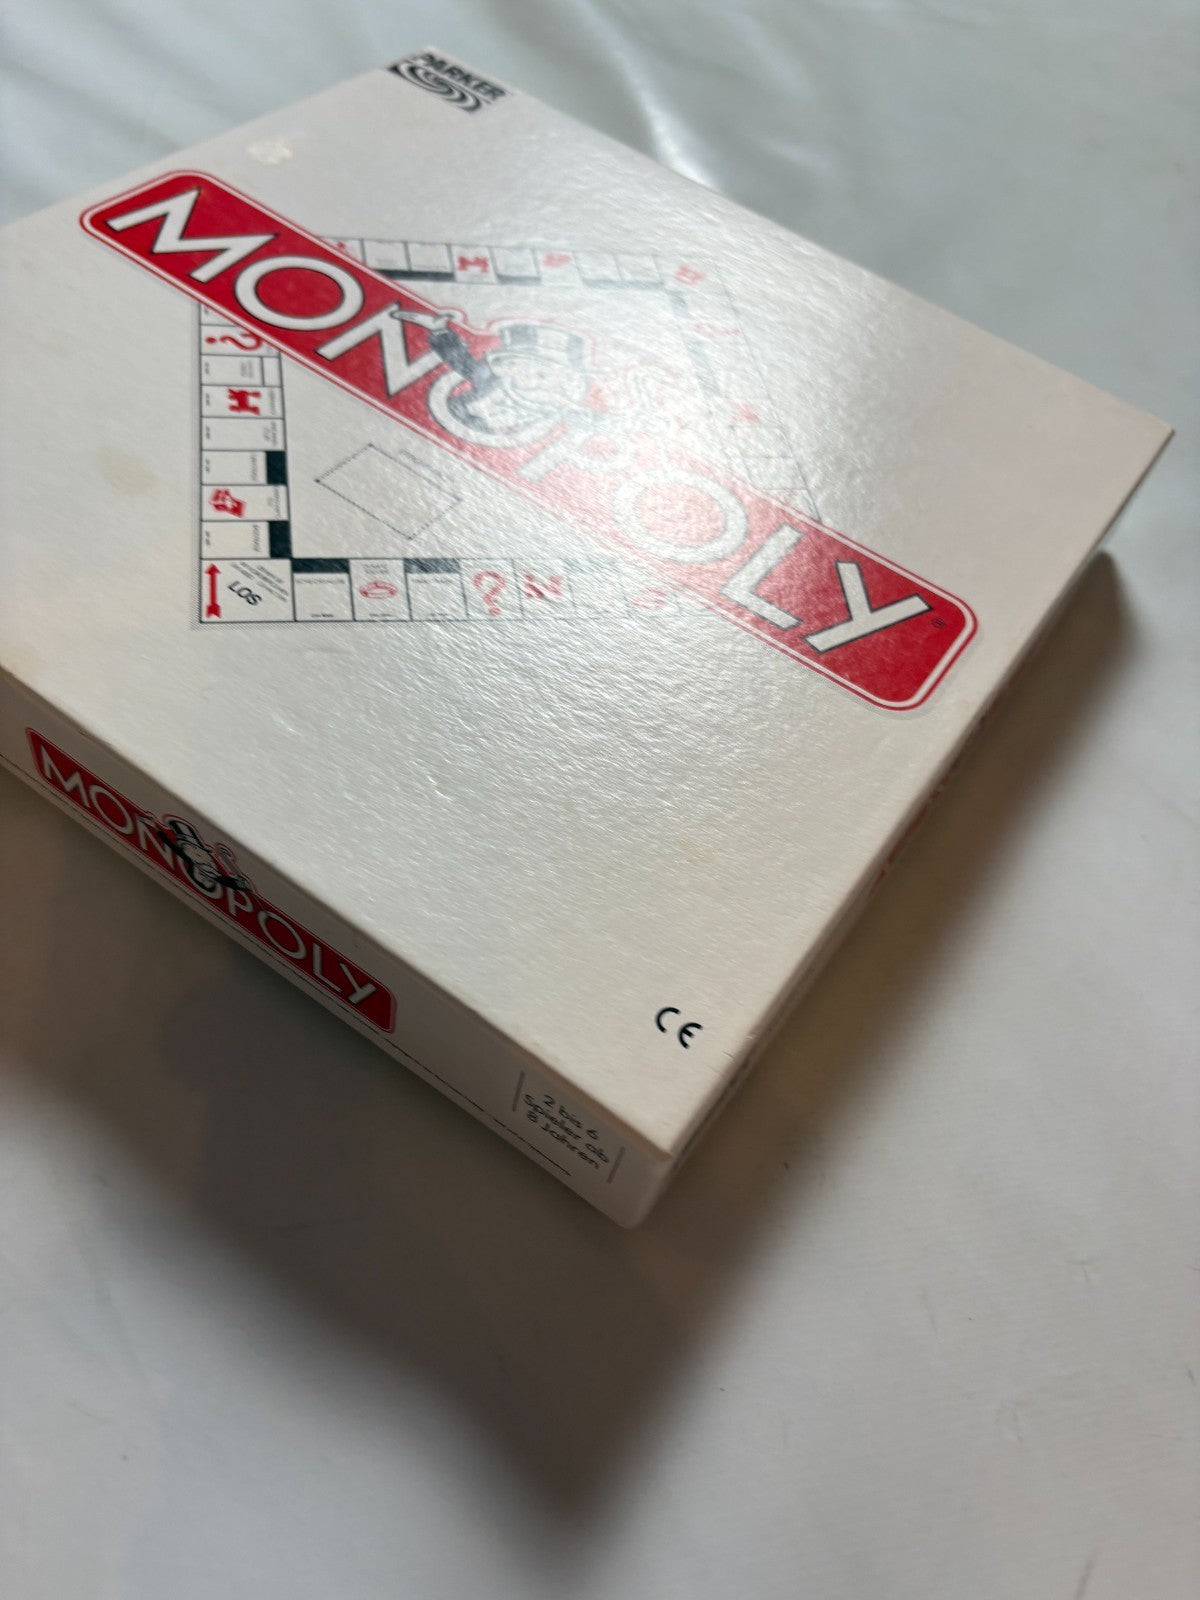 PARKER
MONOPOLY®
LOS
MONOPOLY
CE
2 bis 6
Spieler ab
8 Jahren